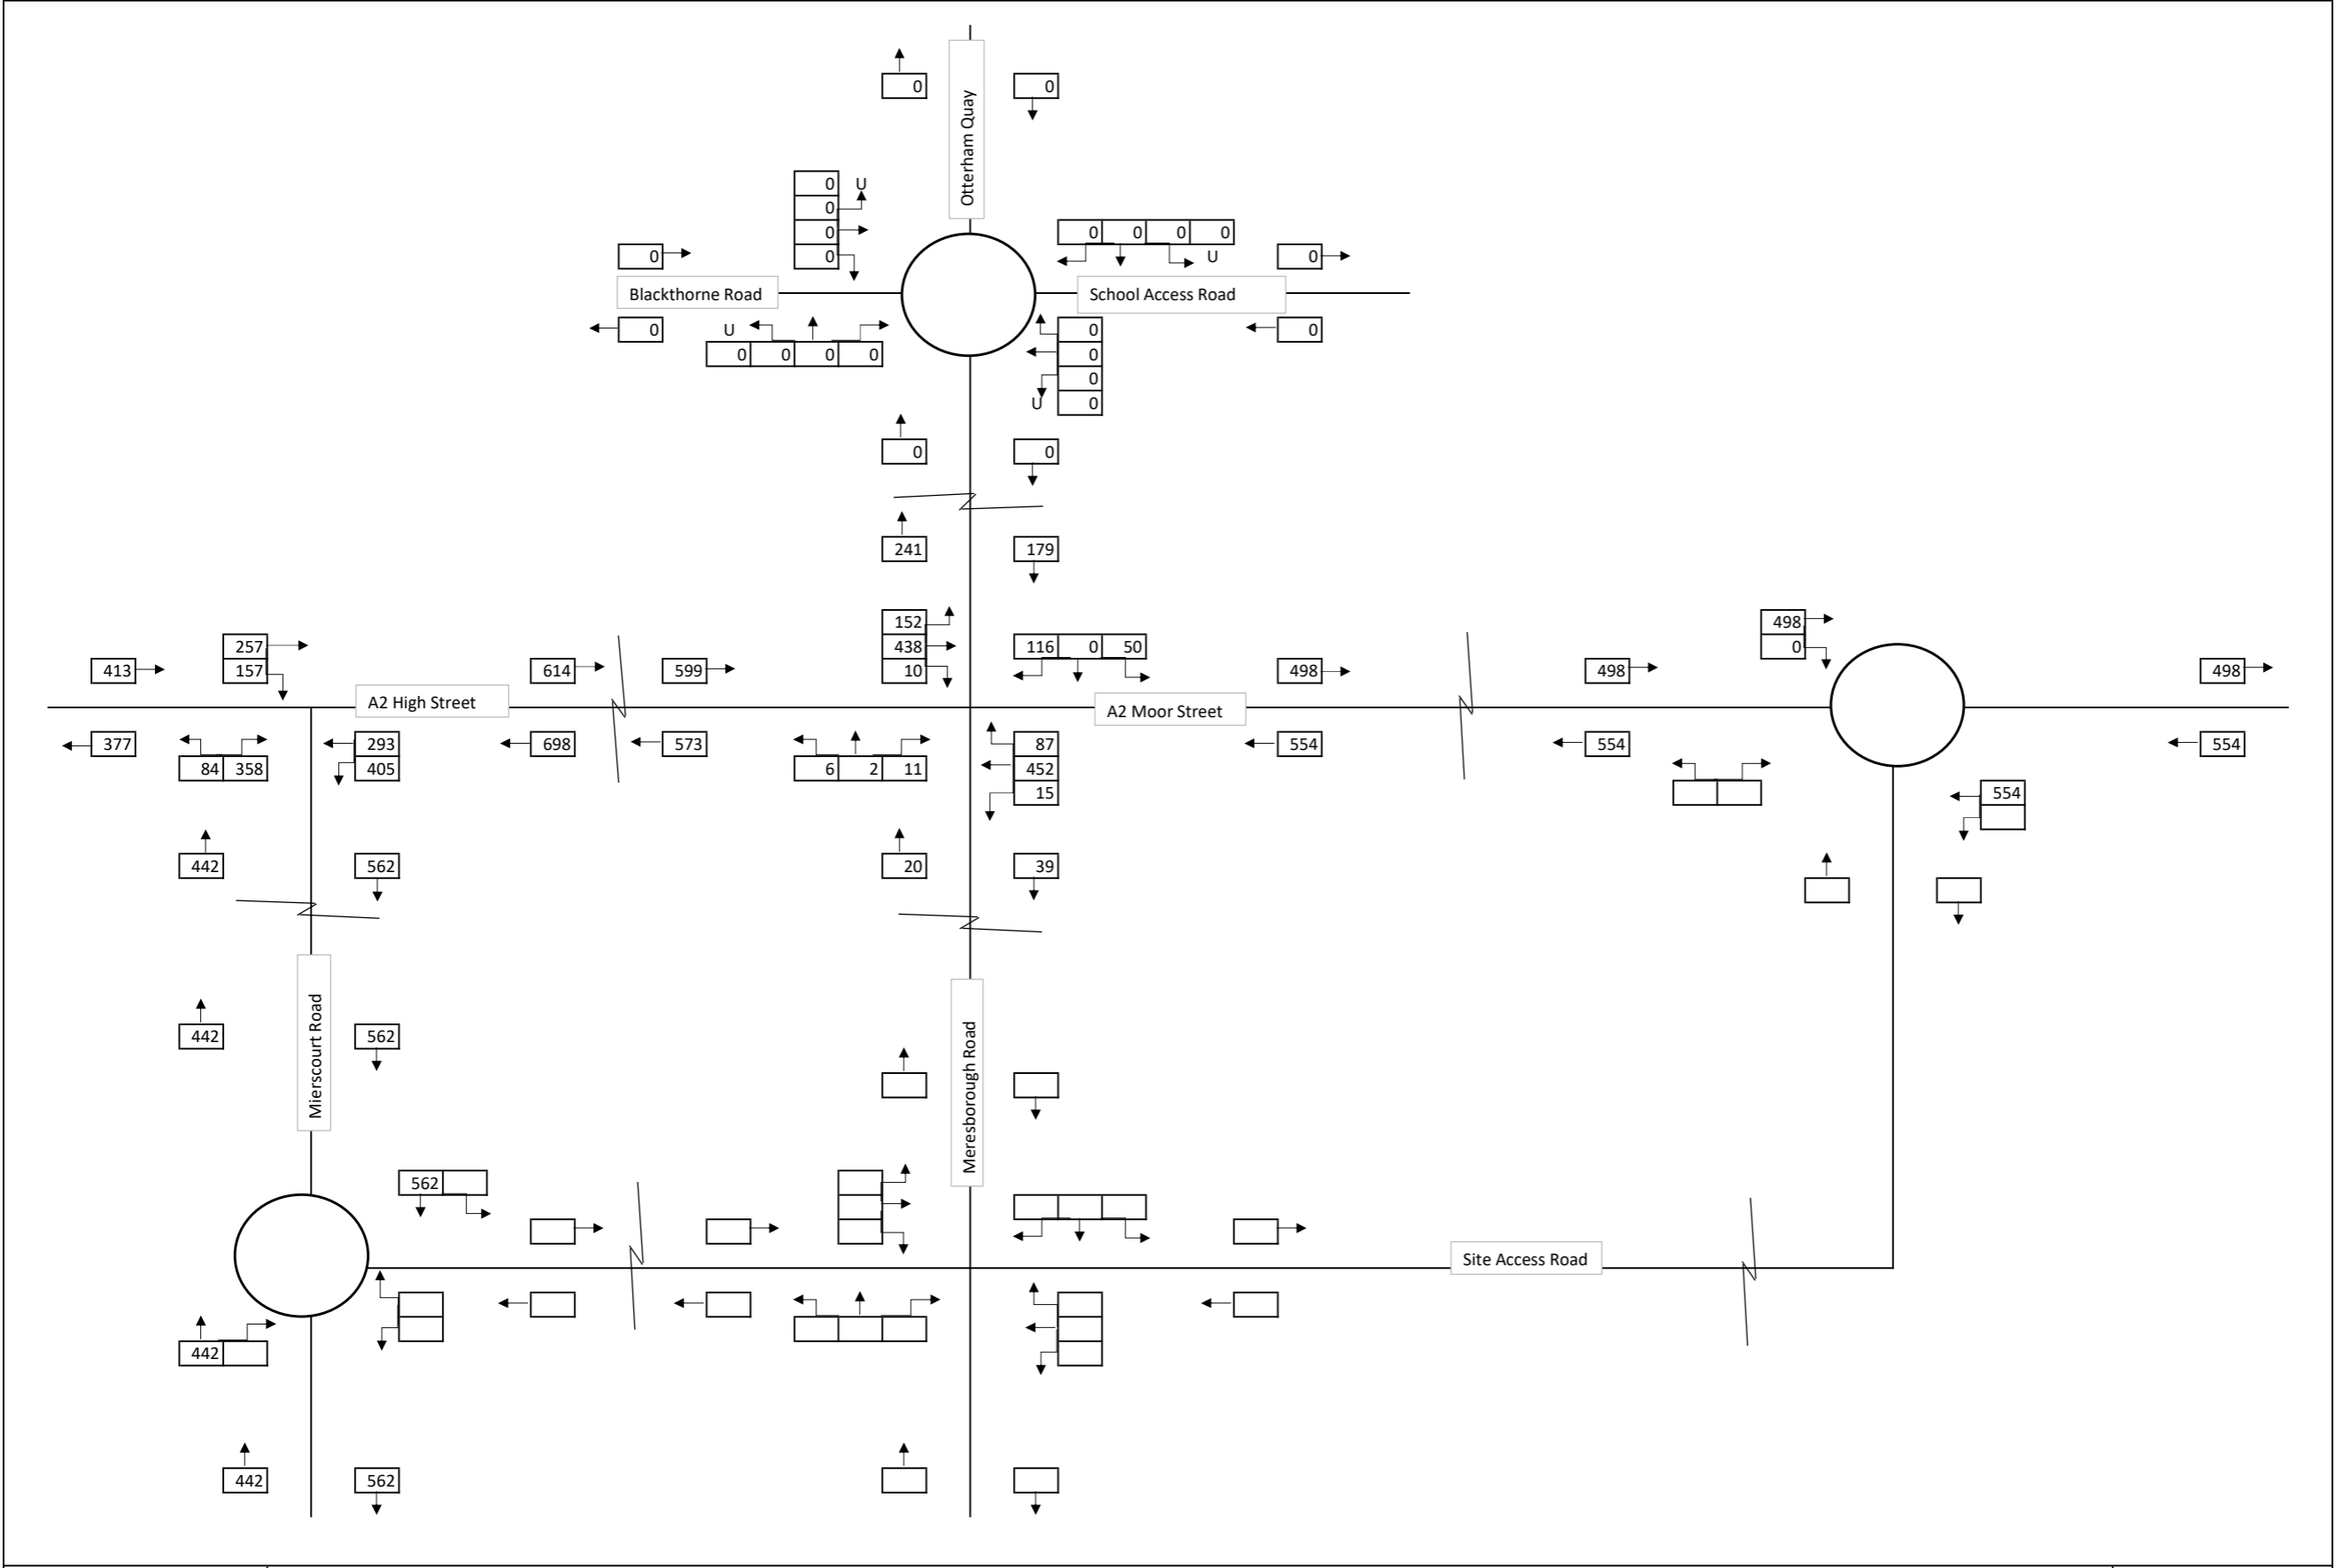 0 0
Otterham Quay
0 U
0
0
0
0 0 0 0
U
0 0
Blackthorne Road
School Access Road
0 0
U
0 0 0 0
0
0
0
U 0
0 0
241 179
152
438
10
116 0 50
498
0
413
257
157
614 599
498 498 498
A2 High Street
A2 Moor Street
377
84 358
293
405
698 573
6 2 11
87
452
15
554 554 554
554
442 562
20 39
Mierscourt Road
442 562
Meresborough Road
562
Site Access Road
442
442 562